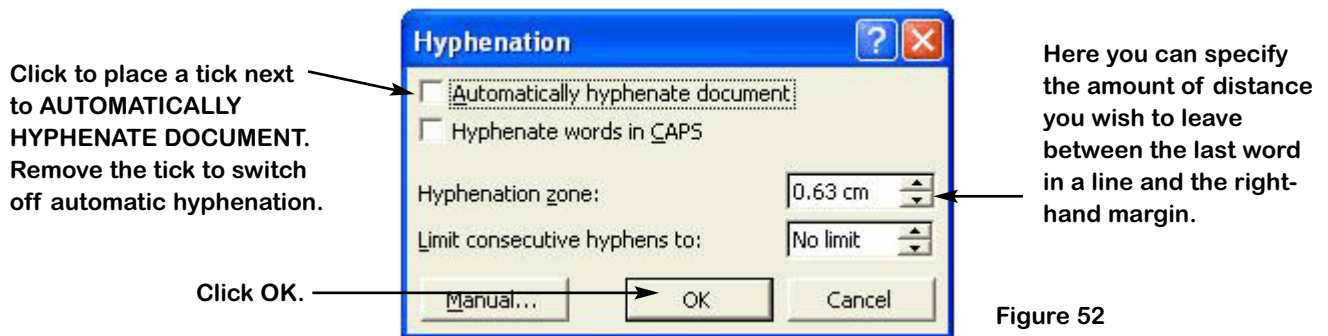 Click to place a tick next
to AUTOMATICALLY
HYPHENATE DOCUMENT.
Remove the tick to switch
off automatic hyphenation.
Click OK.
Hyphenation
?
Automatically hyphenate document
Hyphenate words in CAPS
Hyphenation zone: 0.63 cm
Limit consecutive hyphens to: No limit
Manual... OK Cancel
Here you can specify
the amount of distance
you wish to leave
between the last word
in a line and the right-
hand margin.
Figure 52